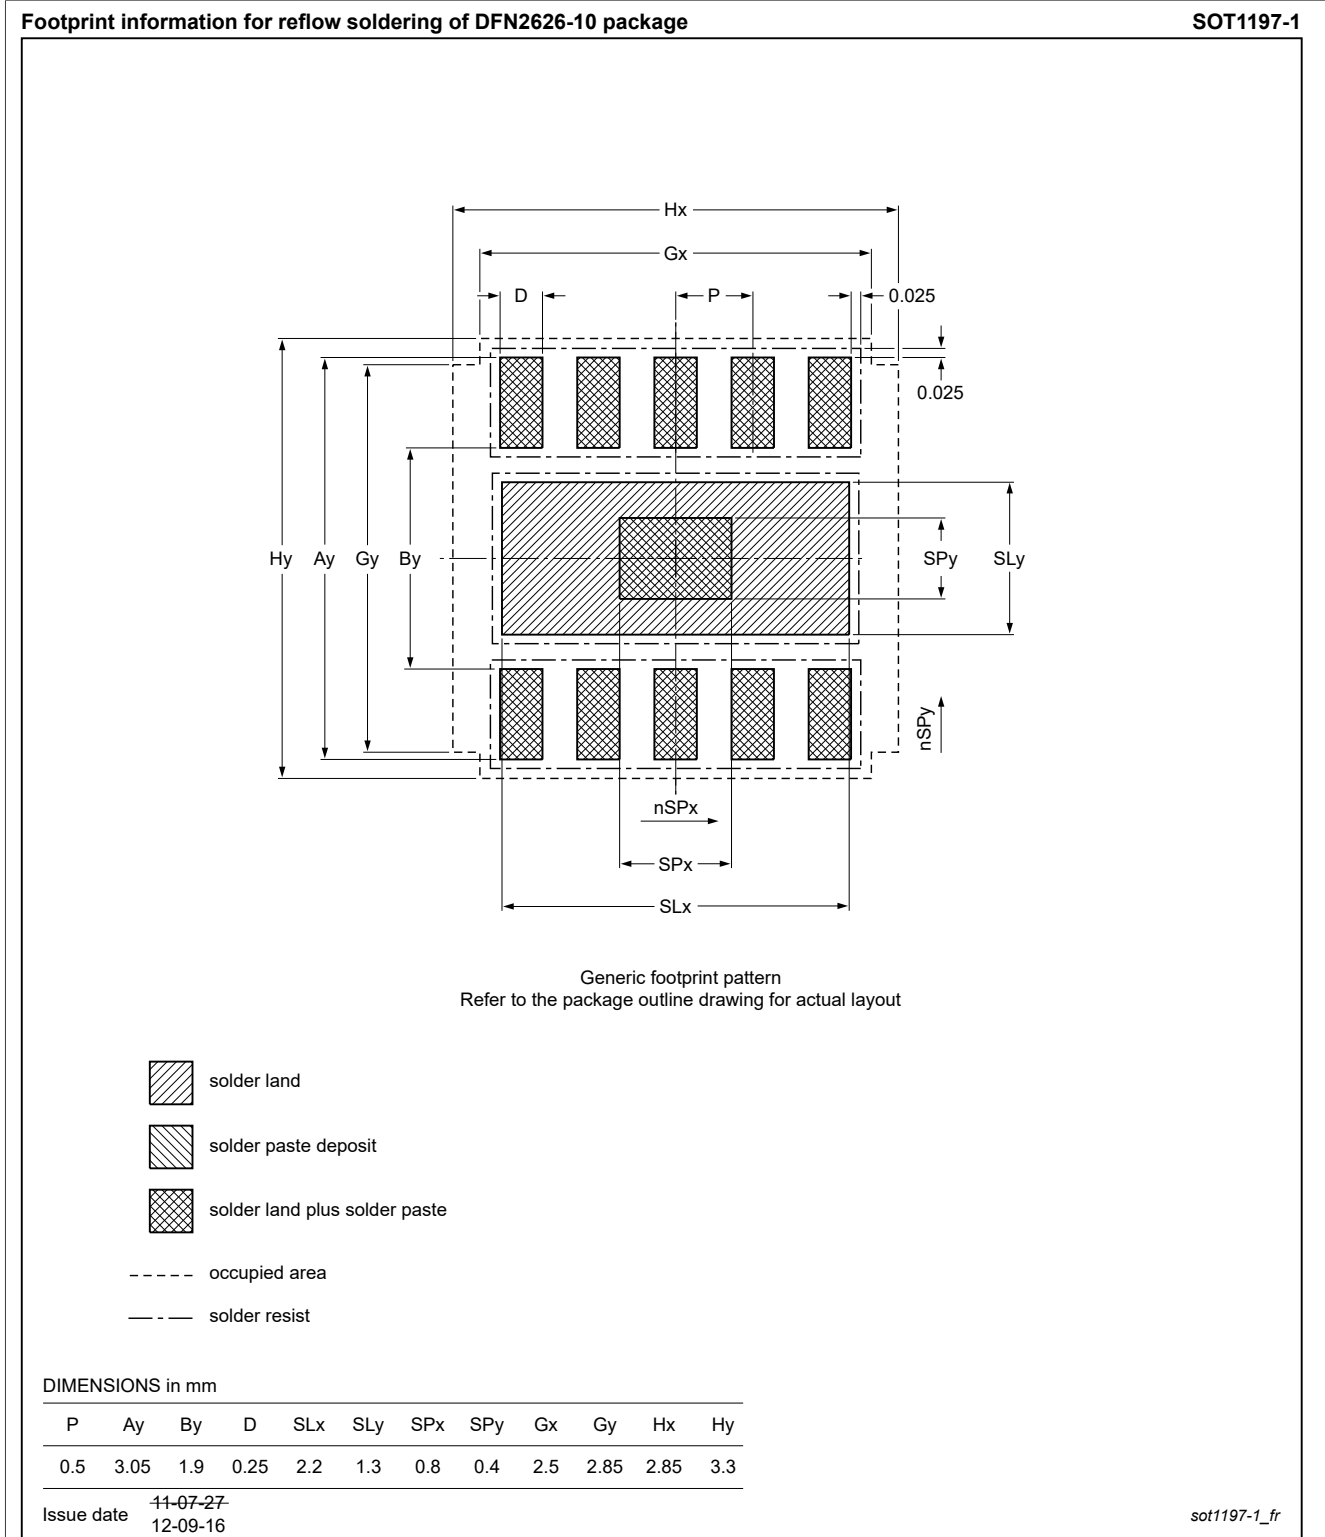 Footprint information for reflow soldering of DFN2626-10 package SOT1197-1
Hx
Gx
D P 0.025
0.025
Hy Ay Gy By SPy SLy
nSPy
nSPx
SPx
SLx
Generic footprint pattern
Refer to the package outline drawing for actual layout
solder land
solder paste deposit
solder land plus solder paste
occupied area
solder resist
DIMENSIONS in mm
P Ay By D SLx SLy SPx SPy Gx Gy Hx Hy
0.5 3.05 1.9 0.25 2.2 1.3 0.8 0.4 2.5 2.85 2.85 3.3
Issue date 11-07-27
12-09-16
sot1197-1_fr